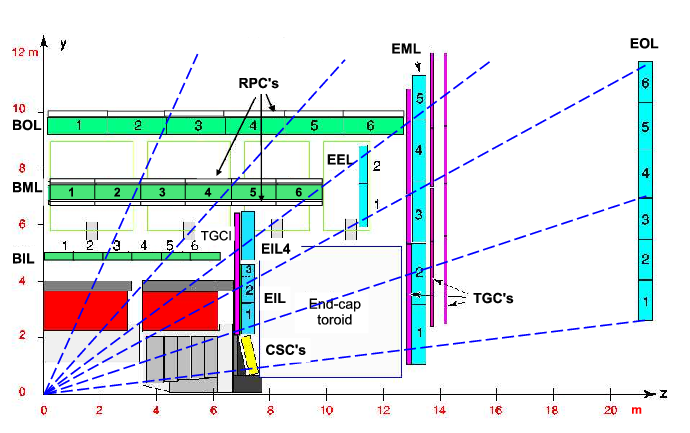 y
12 m
EOL
EML
RPC's
10
BOL
1 2 3 4 5 6
5
6
8
EEL
2
4
5
BML
1 2 3 4 5 6
1
6
TGCI
3
4
1 2 3 4 5 6
BIL
EIL4
3
3
2
2
4
2
EIL
End-cap
toroid
TGC's
1
1
1
2
CSC's
0
z
0 2 4 6 8 10 12 14 16 18 20 m